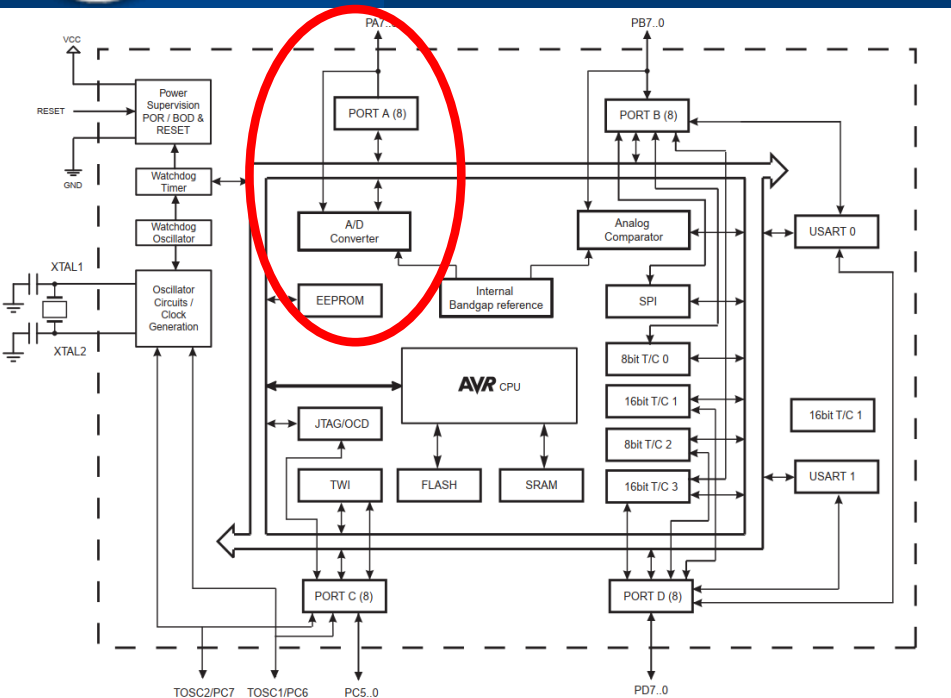 PA7..0
PB7..0
VCC
Power
Supervision
POR / BOD &
RESET
RESET
PORT A (8)
PORT B (8)
GND
Watchdog
Timer
Watchdog
Oscillator
A/D
Converter
Analog
Comparator
USART 0
XTAL1
Oscillator
Circuits /
Clock
Generation
XTAL2
EEPROM
Internal
Bandgap reference
SPI
8bit T/C 0
AVR CPU
16bit T/C 1
16bit T/C 1
JTAG/OCD
8bit T/C 2
TWI
FLASH
SRAM
16bit T/C 3
USART 1
PORT C (8)
PORT D (8)
TOSC2/PC7
TOSC1/PC6
PC5..0
PD7..0